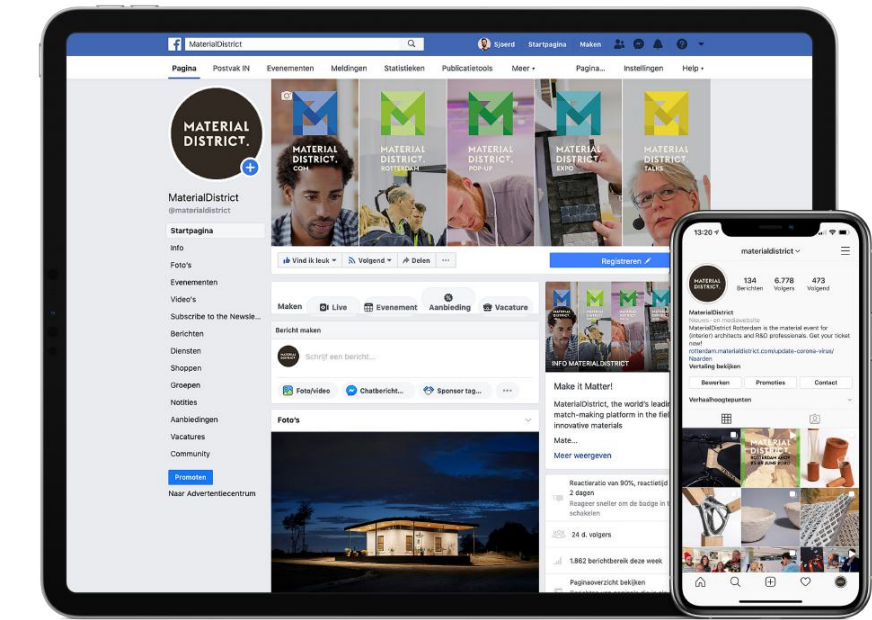 MaterialDistrict
Sjoerd Startpagina Maken
Pagina Postvak IN Evenementen Meldingen Statistieken Publicatietools Meer Pagina... Instellingen Help
MATERIAL
DISTRICT.
MATERIAL
DISTRICT.
COM
MATERIAL
DISTRICT.
ROTTERDAM
MATERIAL
DISTRICT.
POP-UP
MATERIAL
DISTRICT.
EXPO
MATERIAL
DISTRICT.
TALKS
MaterialDistrict
@materialdistrict
Startpagina
Info
Foto's
Evenementen
Video's
Subscribe to the Newsle...
Berichten
Diensten
Shoppen
Groepen
Notities
Aanbiedingen
Vacatures
Community
Promoten
Naar Advertentiecentrum
Vind ik leuk Volgend Delen ...
Registreren
Maken Live Evenement Aanbieding Vacature
Bericht maken
Schrijf een bericht...
Foto/video Chatbericht... Sponsor tag...
Foto's
INFO MATERIALDISTRICT
Make it Matter!
MaterialDistrict, the world's leadi
match-making platform in the fiel
innovative materials
Mate...
Meer weergeven
Reactieratio van 90%, reactietijd
2 dagen
Reageer sneller om de badge in t
schakelen
24 d. volgers
1.862 berichtbereik deze week
Paginaoverzicht bekijken
13:20
materialdistrict
MATERIAL
DISTRICT.
134 6.778 473
Berichten Volgers Volgend
MaterialDistrict
Nieuws- en mediawebsite
MaterialDistrict Rotterdam is the material event for
(interior) architects and R&D professionals. Get your ticket
now!
rotterdam.materialdistrict.com/update-corona-virus/
Naarden
Vertaling bekijken
Bewerken Promoties Contact
Verhaalhoogtepunten
MATERIAL
DISTRICT.
ROTTERDAM AHOY